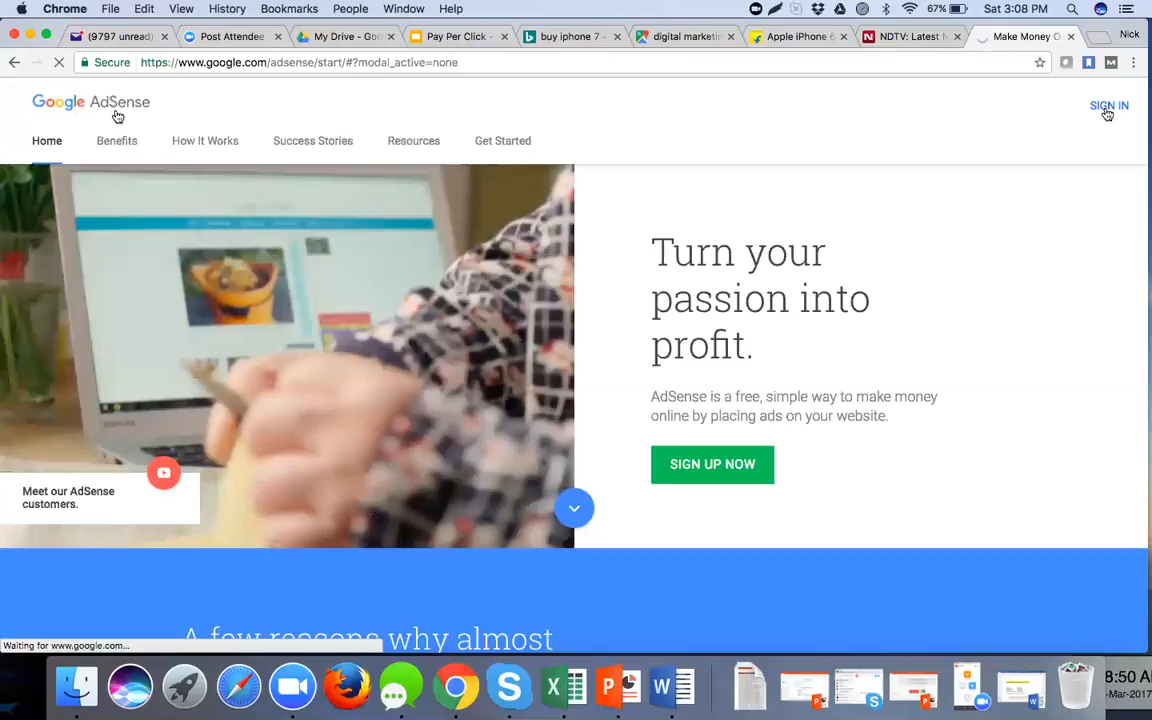 Chrome File Edit View History Bookmarks People Window Help 67% Sat 3:08 PM
(9797 unread) Post Attendee My Drive - Goo Pay Per Click - buy iphone 7 - digital marketin Apple iPhone 6 NDTV: Latest Make Money O Nick
Secure https://www.google.com/adsense/start/#?modal_active=none
Google AdSense
SIGN IN
Home Benefits How It Works Success Stories Resources Get Started
Turn your
passion into
profit.
AdSense is a free, simple way to make money
online by placing ads on your website.
SIGN UP NOW
Meet our AdSense
customers.
A few reasons why almost
Waiting for www.google.com...
8:50 AM
-Mar-2017